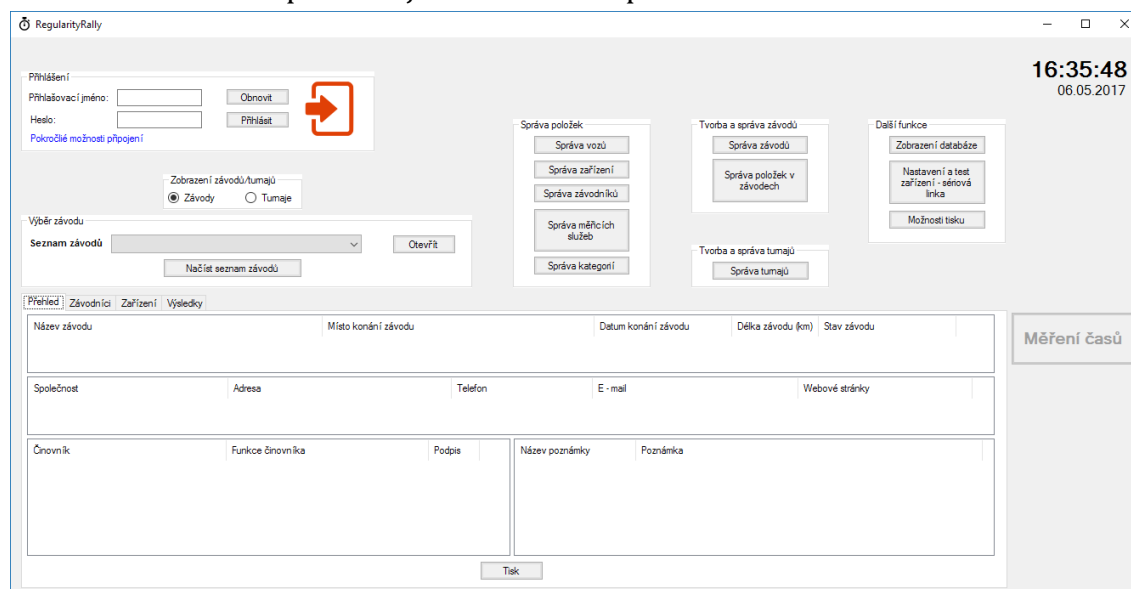 RegularityRally
16:35:48
06.05.2017
Přihlášení
Přihlašovací jméno:
Obnovit
Heslo:
Přihlásit
Pokročilé možnosti připojení
Zobrazení závodů/turnajů
Závody
Turnaje
Výběr závodu
Seznam závodů
Otevřít
Načíst seznam závodů
Správa položek
Správa vozů
Správa zařízení
Správa závodníků
Správa měřicích
služeb
Správa kategorií
Tvorba a správa závodů
Správa závodů
Správa položek v
závodech
Tvorba a správa turnajů
Správa turnajů
Další funkce
Zobrazení databáze
Nastavení a test
zařízení - sériová
linka
Možnosti tisku
Přehled Závodníci Zařízení Výsledky
Název závodu Místo konání závodu Datum konání závodu Délka závodu (km) Stav závodu
Měření časů
Společnost Adresa Telefon E - mail Webové stránky
Činovník Funkce činovníka Podpis Název poznámky Poznámka
Tisk